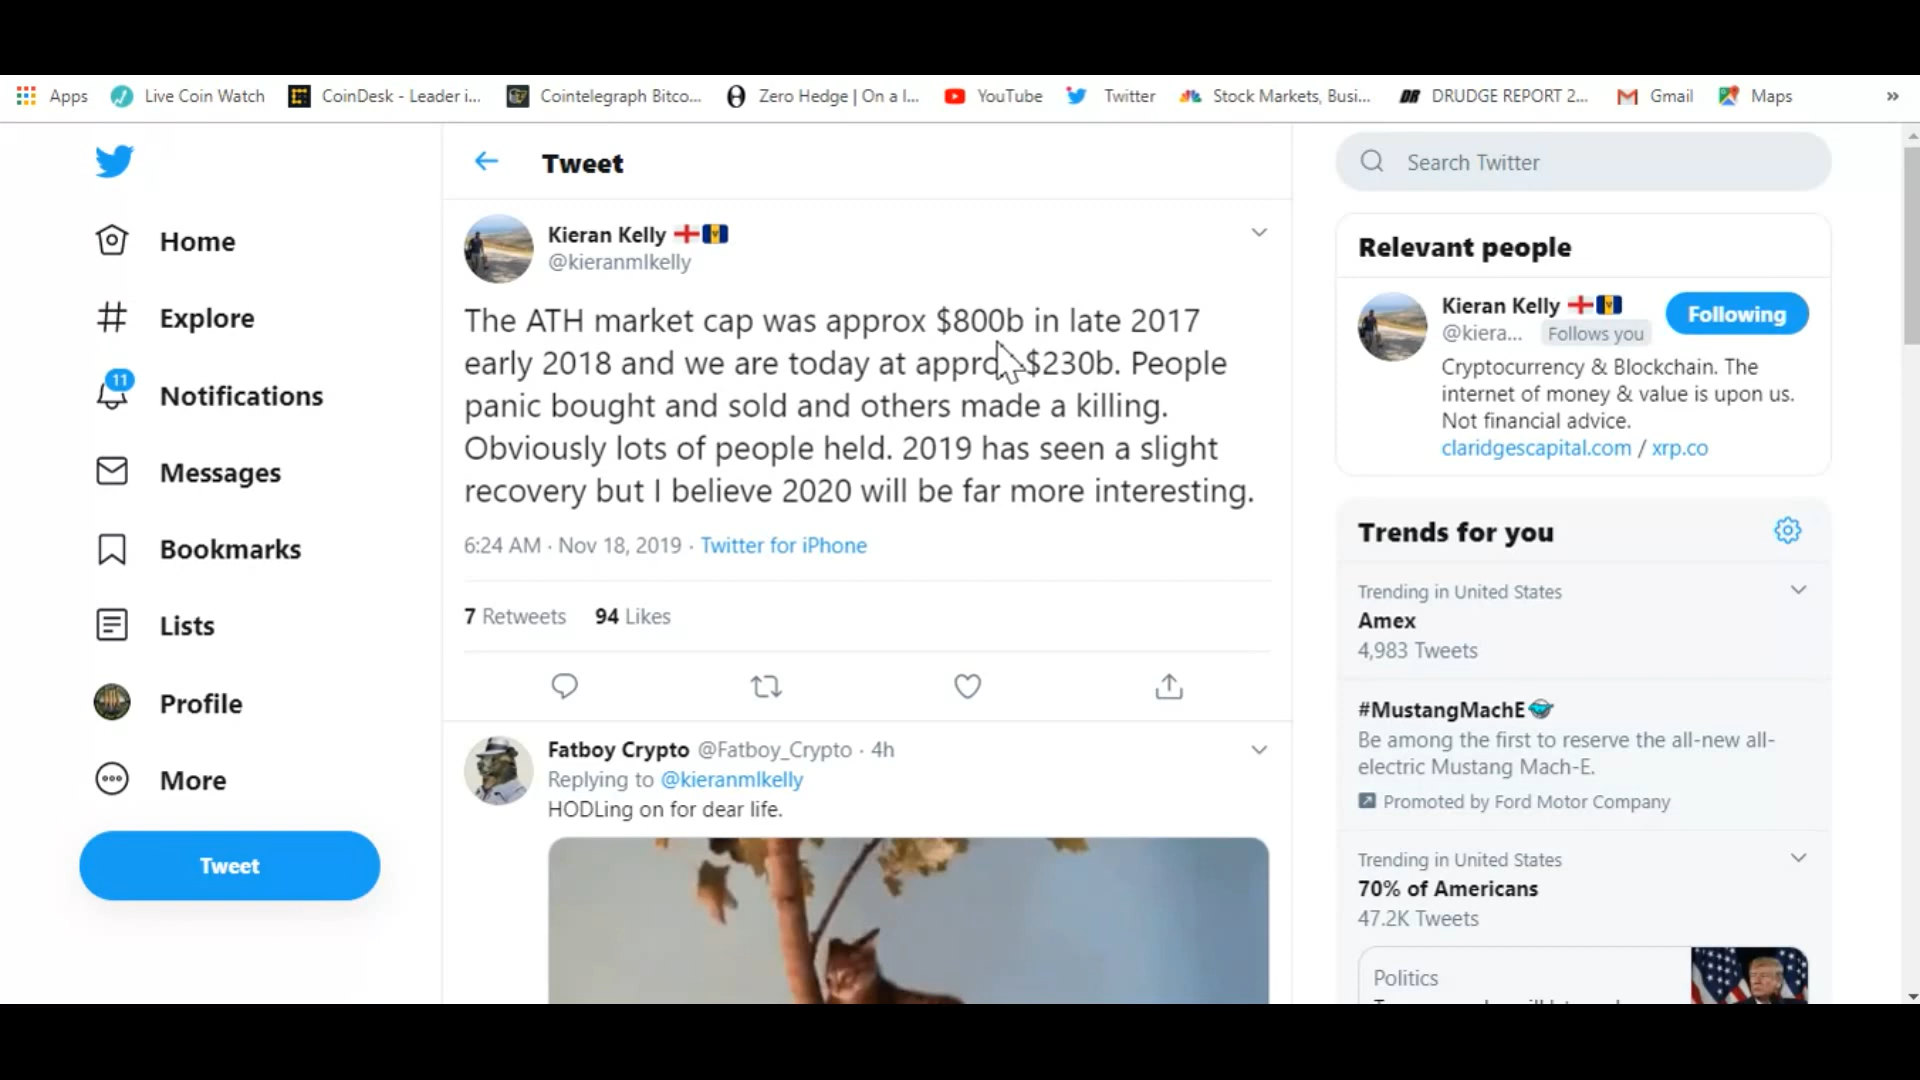 Apps Live Coin Watch CoinDesk - Leader i... Cointelegraph Bitco... Zero Hedge | On a l... YouTube Twitter Stock Markets, Busi... DRUDGE REPORT 2... Gmail Maps »
Tweet
Search Twitter
Home
Explore
11
Notifications
Messages
Bookmarks
Lists
Profile
More
Tweet
Kieran Kelly
@kieranmlkelly
The ATH market cap was approx $800b in late 2017
early 2018 and we are today at approx $230b. People
panic bought and sold and others made a killing.
Obviously lots of people held. 2019 has seen a slight
recovery but I believe 2020 will be far more interesting.
6:24 AM · Nov 18, 2019 · Twitter for iPhone
7 Retweets 94 Likes
Fatboy Crypto @Fatboy_Crypto · 4h
Replying to @kieranmlkelly
HODLing on for dear life.
Relevant people
Kieran Kelly
@kiera... Follows you
Following
Cryptocurrency & Blockchain. The
internet of money & value is upon us.
Not financial advice.
claridgescapital.com / xrp.co
Trends for you
Trending in United States
Amex
4,983 Tweets
#MustangMachE
Be among the first to reserve the all-new all-
electric Mustang Mach-E.
Promoted by Ford Motor Company
Trending in United States
70% of Americans
47.2K Tweets
Politics